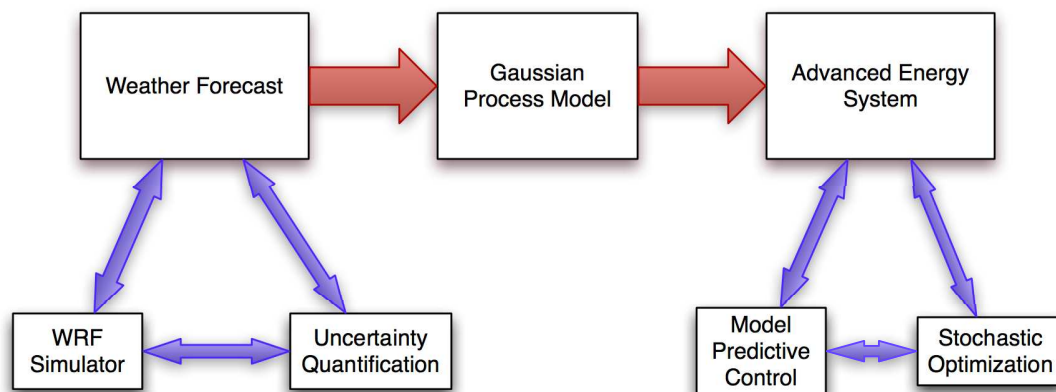 Weather Forecast
Gaussian
Process Model
Advanced Energy
System
WRF
Simulator
Uncertainty
Quantification
Model
Predictive
Control
Stochastic
Optimization